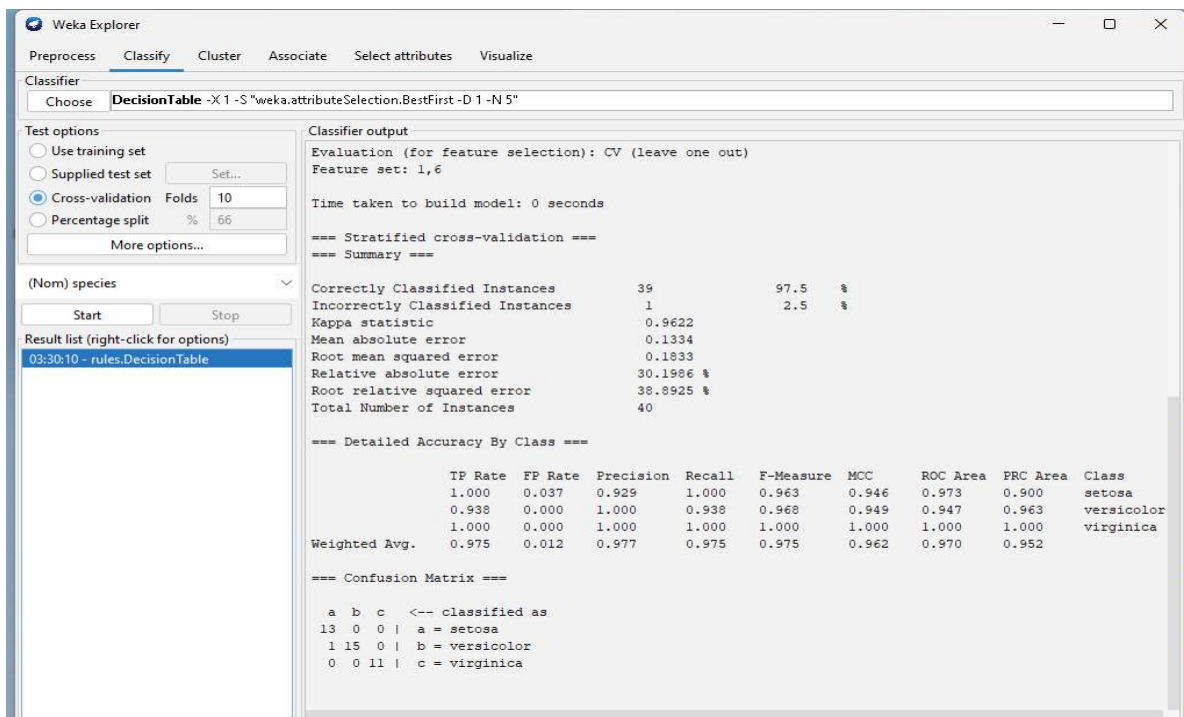 Weka Explorer
Preprocess Classify Cluster Associate Select attributes Visualize
Classifier
Choose DecisionTable -X 1 -S "weka.attributeSelection.BestFirst -D 1 -N 5"
Test options
Use training set
Supplied test set Set...
Cross-validation Folds 10
Percentage split % 66
More options...
(Nom) species
Start Stop
Result list (right-click for options)
03:30:10 - rules.DecisionTable
Classifier output
Evaluation (for feature selection): CV (leave one out)
Feature set: 1,6
Time taken to build model: 0 seconds
=== Stratified cross-validation ===
=== Summary ===
Correctly Classified Instances 39 97.5 %
Incorrectly Classified Instances 1 2.5 %
Kappa statistic 0.9622
Mean absolute error 0.1334
Root mean squared error 0.1833
Relative absolute error 30.1986 %
Root relative squared error 38.8925 %
Total Number of Instances 40
=== Detailed Accuracy By Class ===
TP Rate FP Rate Precision Recall F-Measure MCC ROC Area PRC Area Class
1.000 0.037 0.929 1.000 0.963 0.946 0.973 0.900 setosa
0.938 0.000 1.000 0.938 0.968 0.949 0.947 0.963 versicolor
1.000 0.000 1.000 1.000 1.000 1.000 1.000 1.000 virginica
Weighted Avg. 0.975 0.012 0.977 0.975 0.975 0.962 0.970 0.952
=== Confusion Matrix ===
a b c <-- classified as
13 0 0 | a = setosa
1 15 0 | b = versicolor
0 0 11 | c = virginica